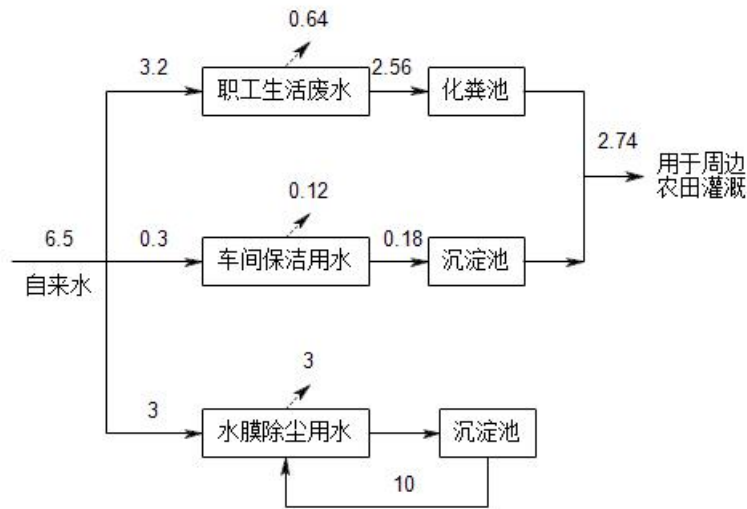 0.64
3.2
职工生活废水
2.56
化粪池
2.74
用于周边
农田灌溉
0.12
6.5
自来水
0.3
车间保洁用水
0.18
沉淀池
3
3
水膜除尘用水
沉淀池
10